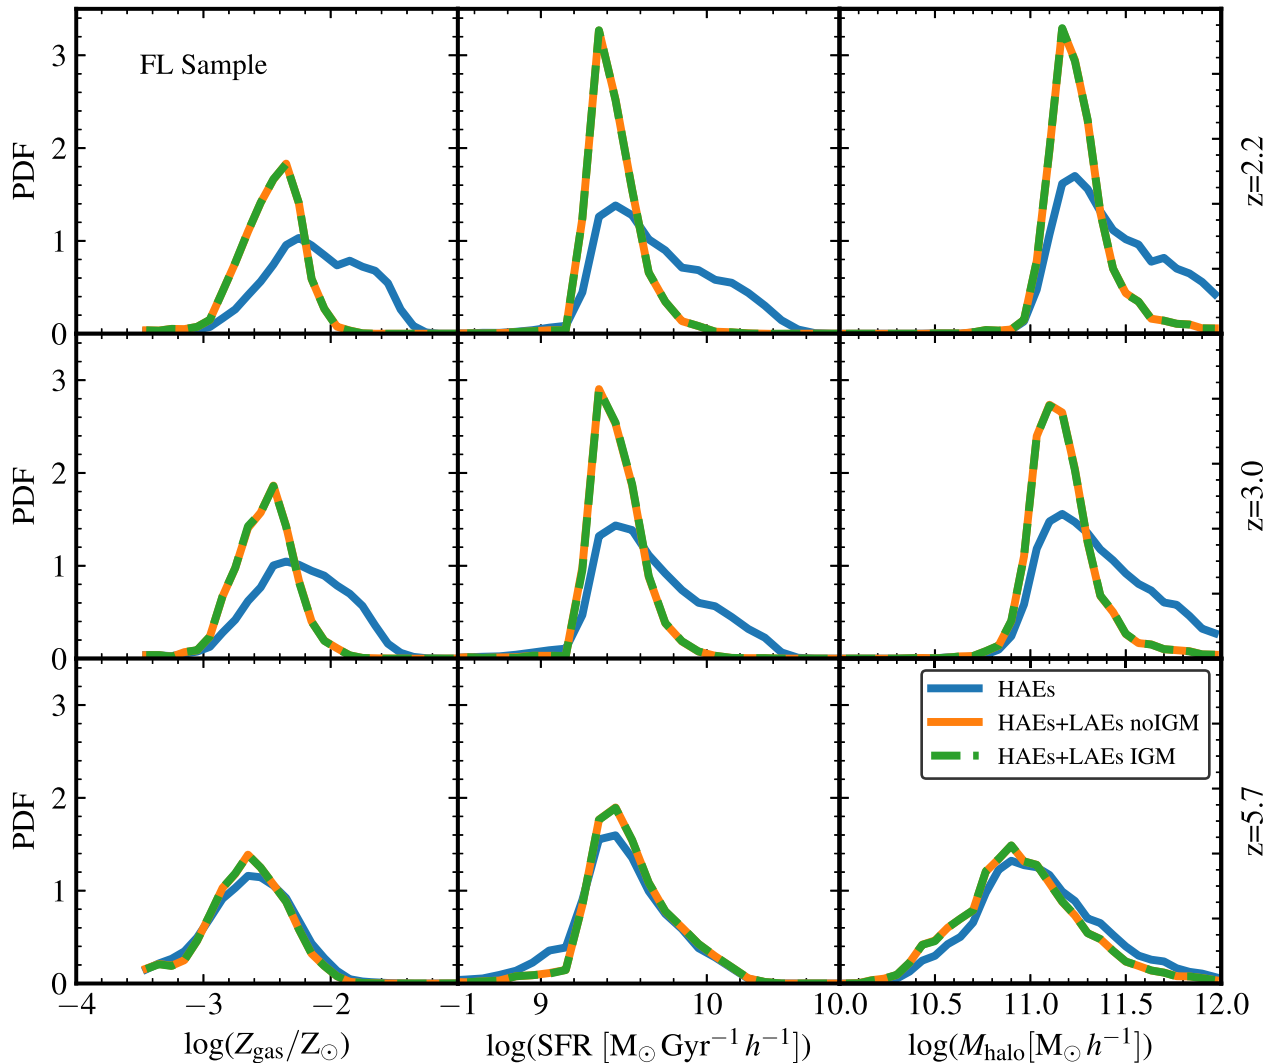 FL Sample
PDF
3
2
1
0
z=2.2
PDF
3
2
1
0
z=3.0
PDF
3
2
1
0
z=5.7
HAEs
HAEs+LAEs noIGM
HAEs+LAEs IGM
−4 −3 −2 −1 9 10 10.0 10.5 11.0 11.5 12.0
log(Z_gas/Z_⊙) log(SFR [M_⊙ Gyr⁻¹ h⁻¹]) log(M_halo[M_⊙ h⁻¹])